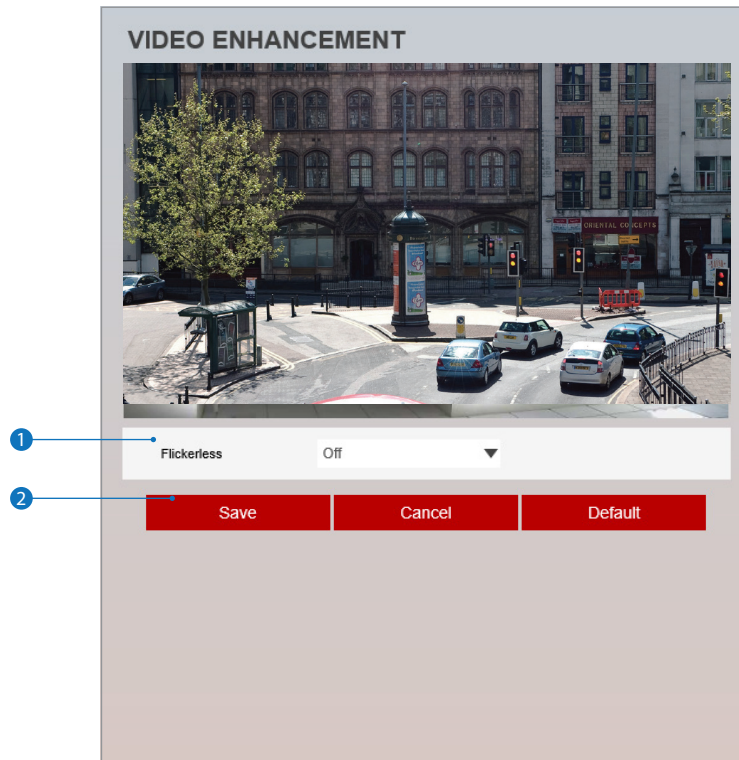 VIDEO ENHANCEMENT
ORIENTAL CONCEPTS
1
Flickerless
Off
2
Save
Cancel
Default